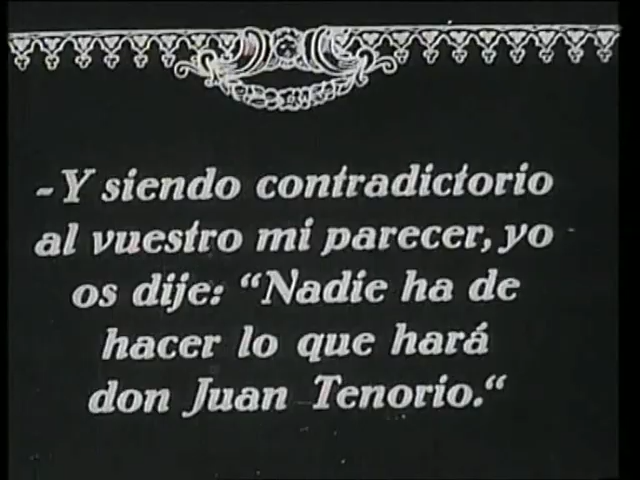 - Y siendo contradictorio
al vuestro mi parecer, yo
os dije: “Nadie ha de
hacer lo que hará
don Juan Tenorio.“